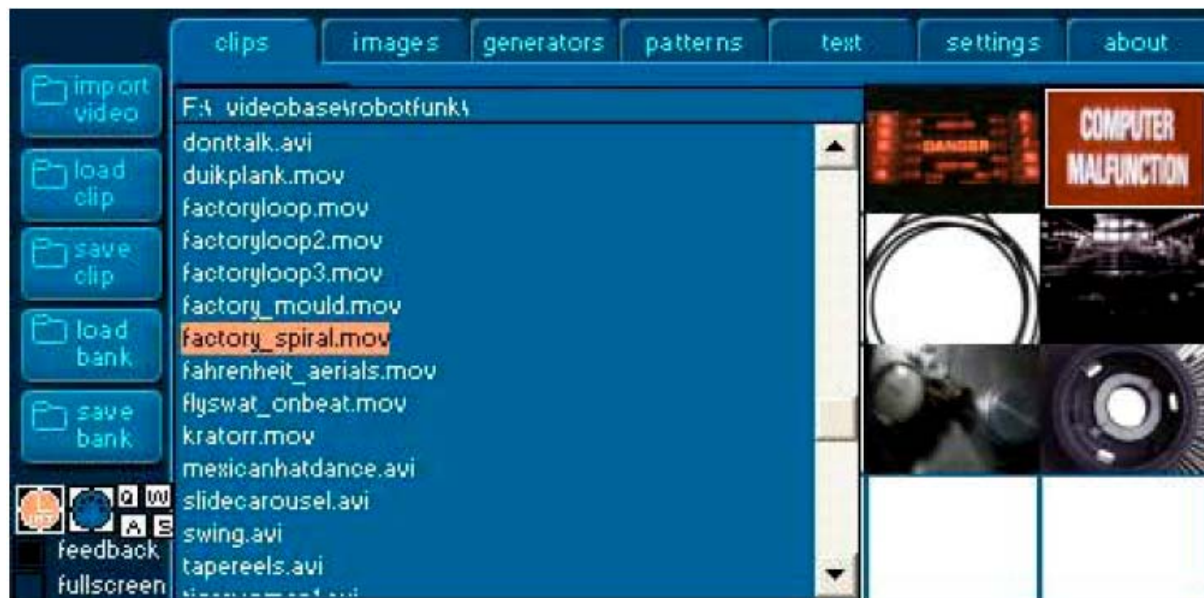 clips
images
generators
patterns
text
settings
about
import
video
load
clip
save
clip
load
bank
save
bank
Q W
A S
feedback
fullscreen
F:\_videobase\robotfunk\
donttalk.avi
duikplank.mov
factoryloop.mov
factoryloop2.mov
factoryloop3.mov
factory_mould.mov
factory_spiral.mov
fahrenheit_aerials.mov
flyswat_onbeat.mov
kratorr.mov
mexicanhatdance.avi
slidecarousel.avi
swing.avi
tapereels.avi
DANGER
COMPUTER
MALFUNCTION